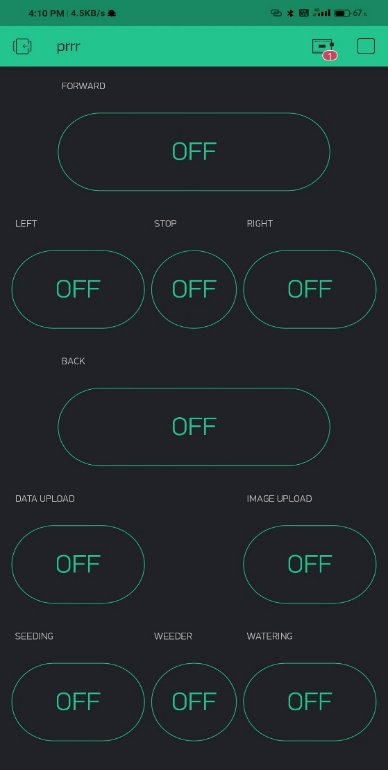 4:10 PM | 4.5KB/s
67
prrr
1
FORWARD
OFF
LEFT STOP RIGHT
OFF OFF OFF
BACK
OFF
DATA UPLOAD IMAGE UPLOAD
OFF OFF
SEEDING WEEDER WATERING
OFF OFF OFF